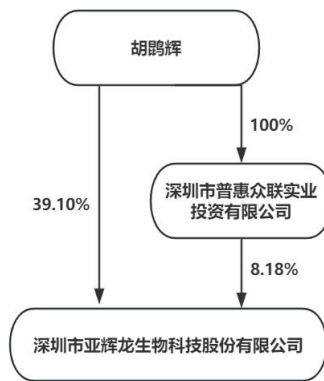 胡鹍辉
100%
深圳市普惠众联实业
投资有限公司
39.10%
8.18%
深圳市亚辉龙生物科技股份有限公司